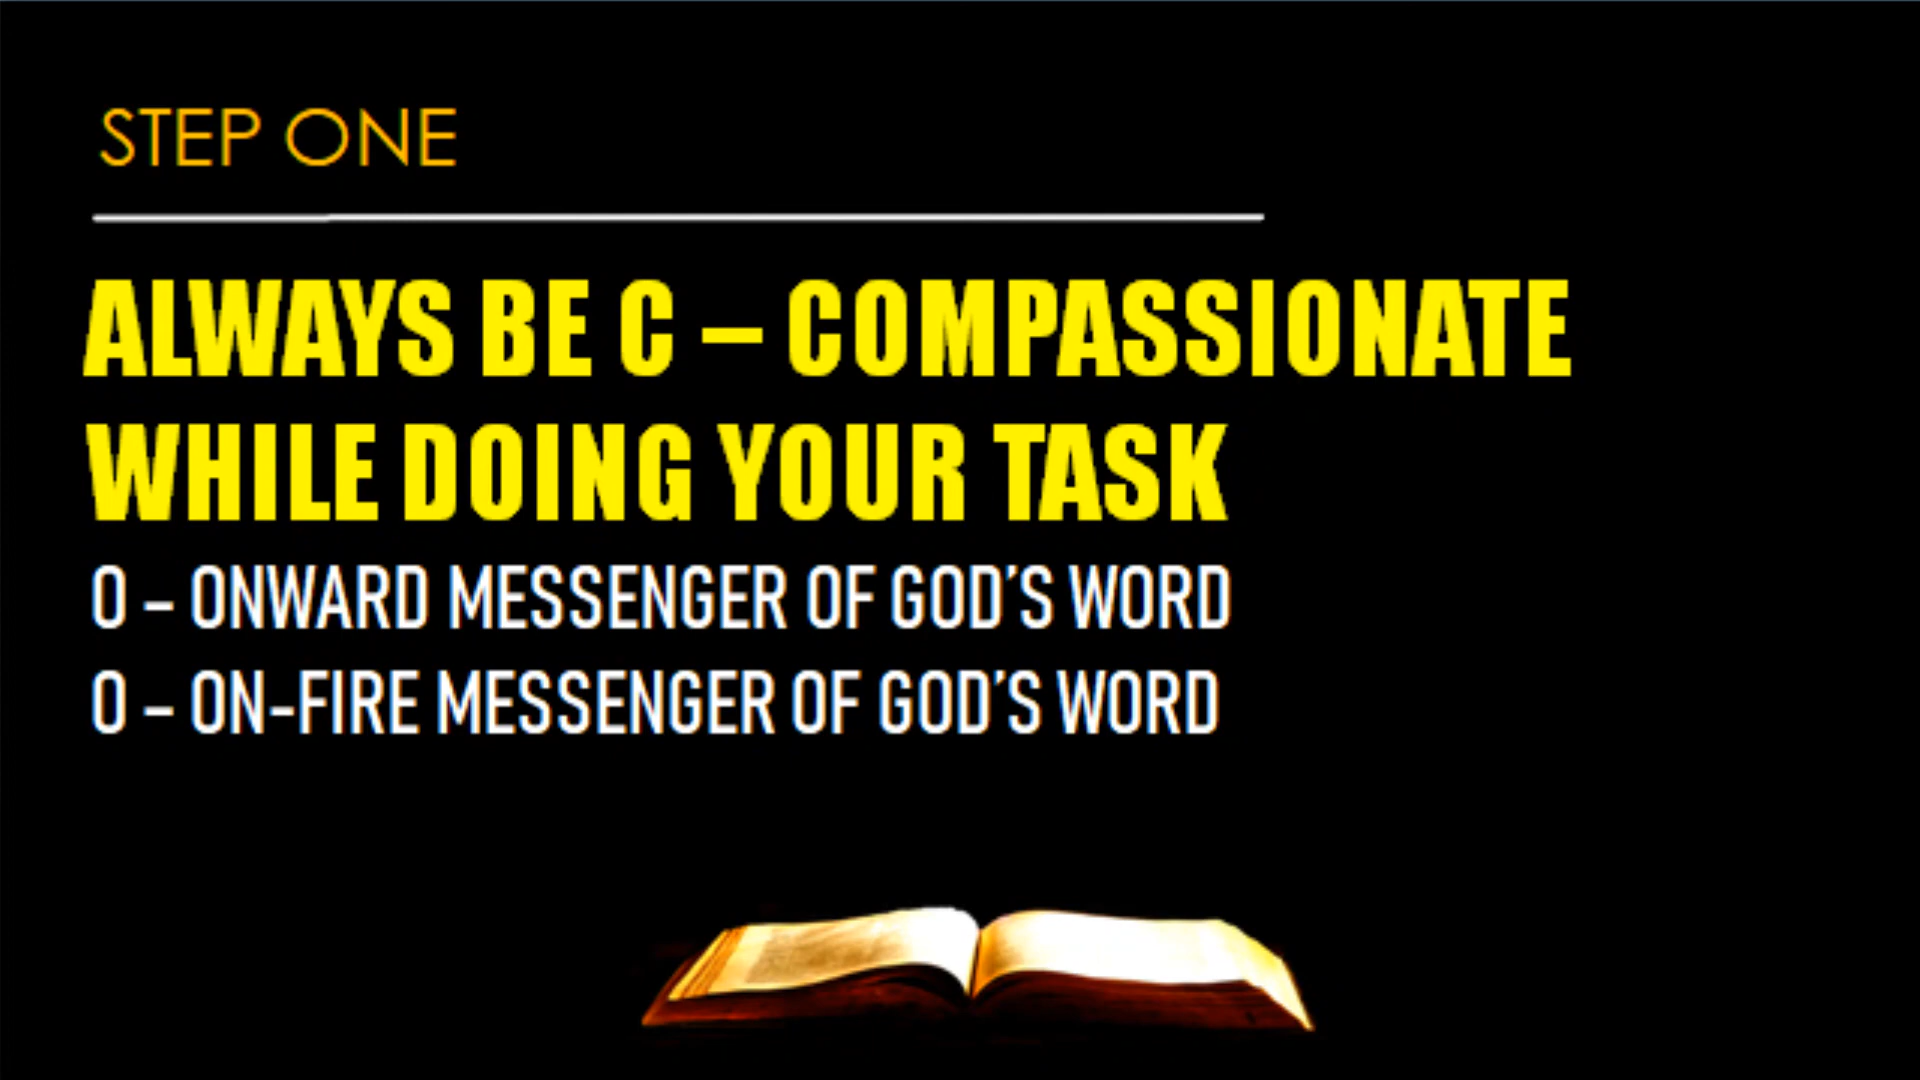 STEP ONE
ALWAYS BE C – COMPASSIONATE
WHILE DOING YOUR TASK
O – ONWARD MESSENGER OF GOD’S WORD
O – ON-FIRE MESSENGER OF GOD’S WORD